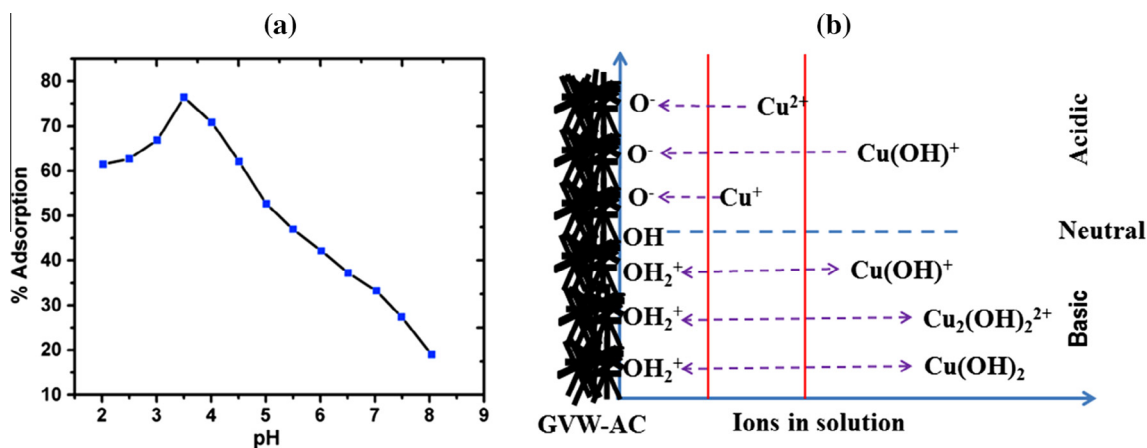 (a)
(b)
80
70
60
50
40
30
20
10
% Adsorption
2 3 4 5 6 7 8 9
pH
O⁻ Cu²⁺
O⁻ Cu(OH)⁺
O⁻ Cu⁺
OH
OH₂⁺ Cu(OH)⁺
OH₂⁺ Cu₂(OH)₂²⁺
OH₂⁺ Cu(OH)₂
Acidic
Neutral
Basic
GVW-AC Ions in solution